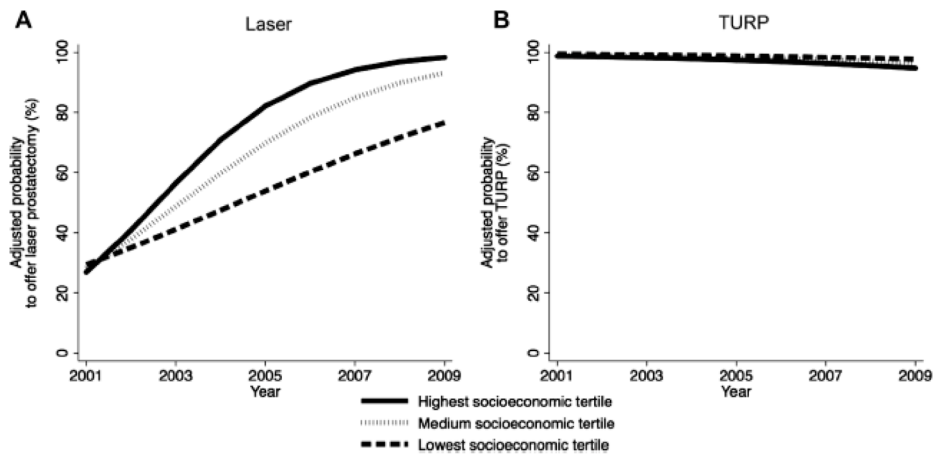 A
Laser
B
TURP
Adjusted probability
to offer laser prostatectomy (%)
100
80
60
40
20
0
2001
2003
2005
2007
2009
Year
Adjusted probability
to offer TURP (%)
100
80
60
40
20
0
2001
2003
2005
2007
2009
Year
Highest socioeconomic tertile
Medium socioeconomic tertile
Lowest socioeconomic tertile